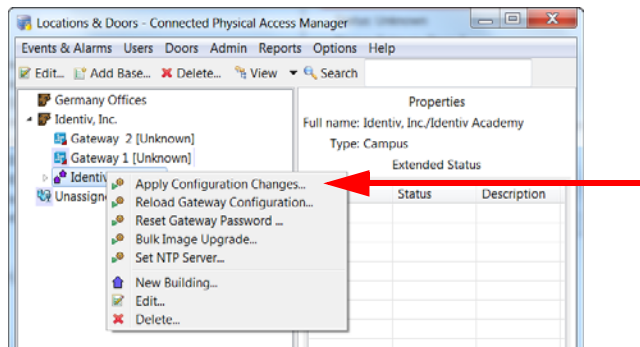 Locations & Doors - Connected Physical Access Manager
Events & Alarms Users Doors Admin Reports Options Help
Edit... Add Base... Delete... View Search
Germany Offices
Identiv, Inc.
Gateway 2 [Unknown]
Gateway 1 [Unknown]
Identiv
Unassign
Apply Configuration Changes...
Reload Gateway Configuration...
Reset Gateway Password ...
Bulk Image Upgrade...
Set NTP Server...
New Building...
Edit...
Delete...
Properties
Full name: Identiv, Inc./Identiv Academy
Type: Campus
Extended Status
Status Description